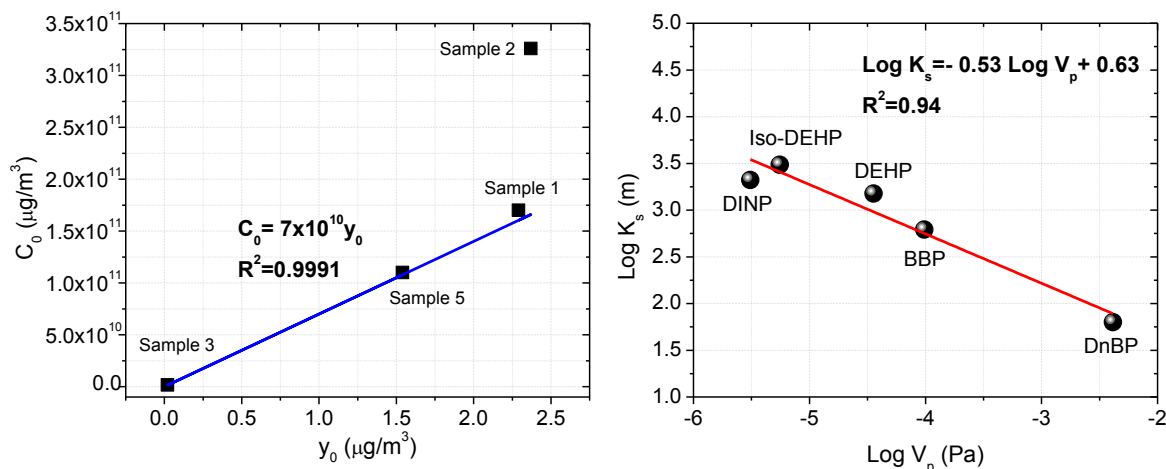 3.5x10¹¹
3.0x10¹¹
2.5x10¹¹
2.0x10¹¹
1.5x10¹¹
1.0x10¹¹
5.0x10¹⁰
0.0
C₀ (μg/m³)
Sample 2
Sample 1
C₀= 7x10¹⁰y₀
R²=0.9991
Sample 5
Sample 3
0.0 0.5 1.0 1.5 2.0 2.5
y₀ (μg/m³)
5.0
4.5
4.0
3.5
3.0
2.5
2.0
1.5
1.0
Log Kₛ (m)
Log Kₛ=- 0.53 Log Vₚ+ 0.63
R²=0.94
Iso-DEHP
DINP
DEHP
BBP
DnBP
-6 -5 -4 -3 -2
Log Vₚ (Pa)